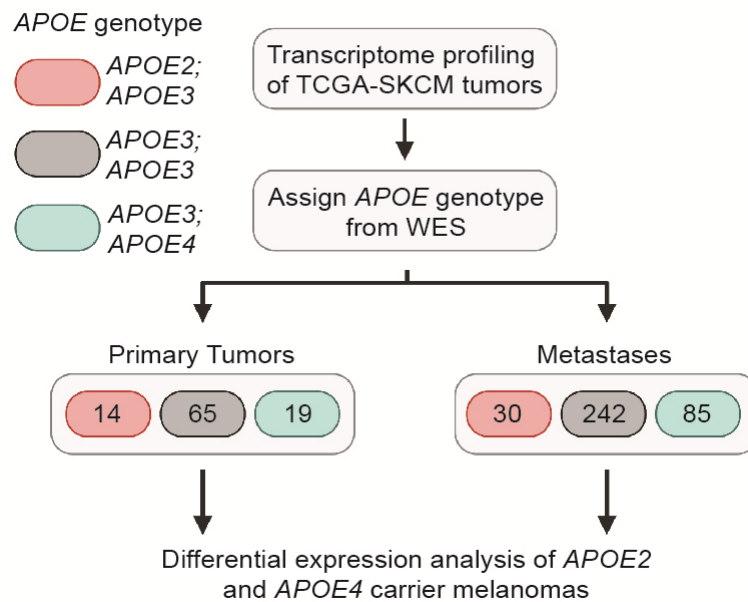 APOE genotype
APOE2;
APOE3
APOE3;
APOE3
APOE3;
APOE4
Transcriptome profiling
of TCGA-SKCM tumors
Assign APOE genotype
from WES
Primary Tumors
14 65 19
Metastases
30 242 85
Differential expression analysis of APOE2
and APOE4 carrier melanomas